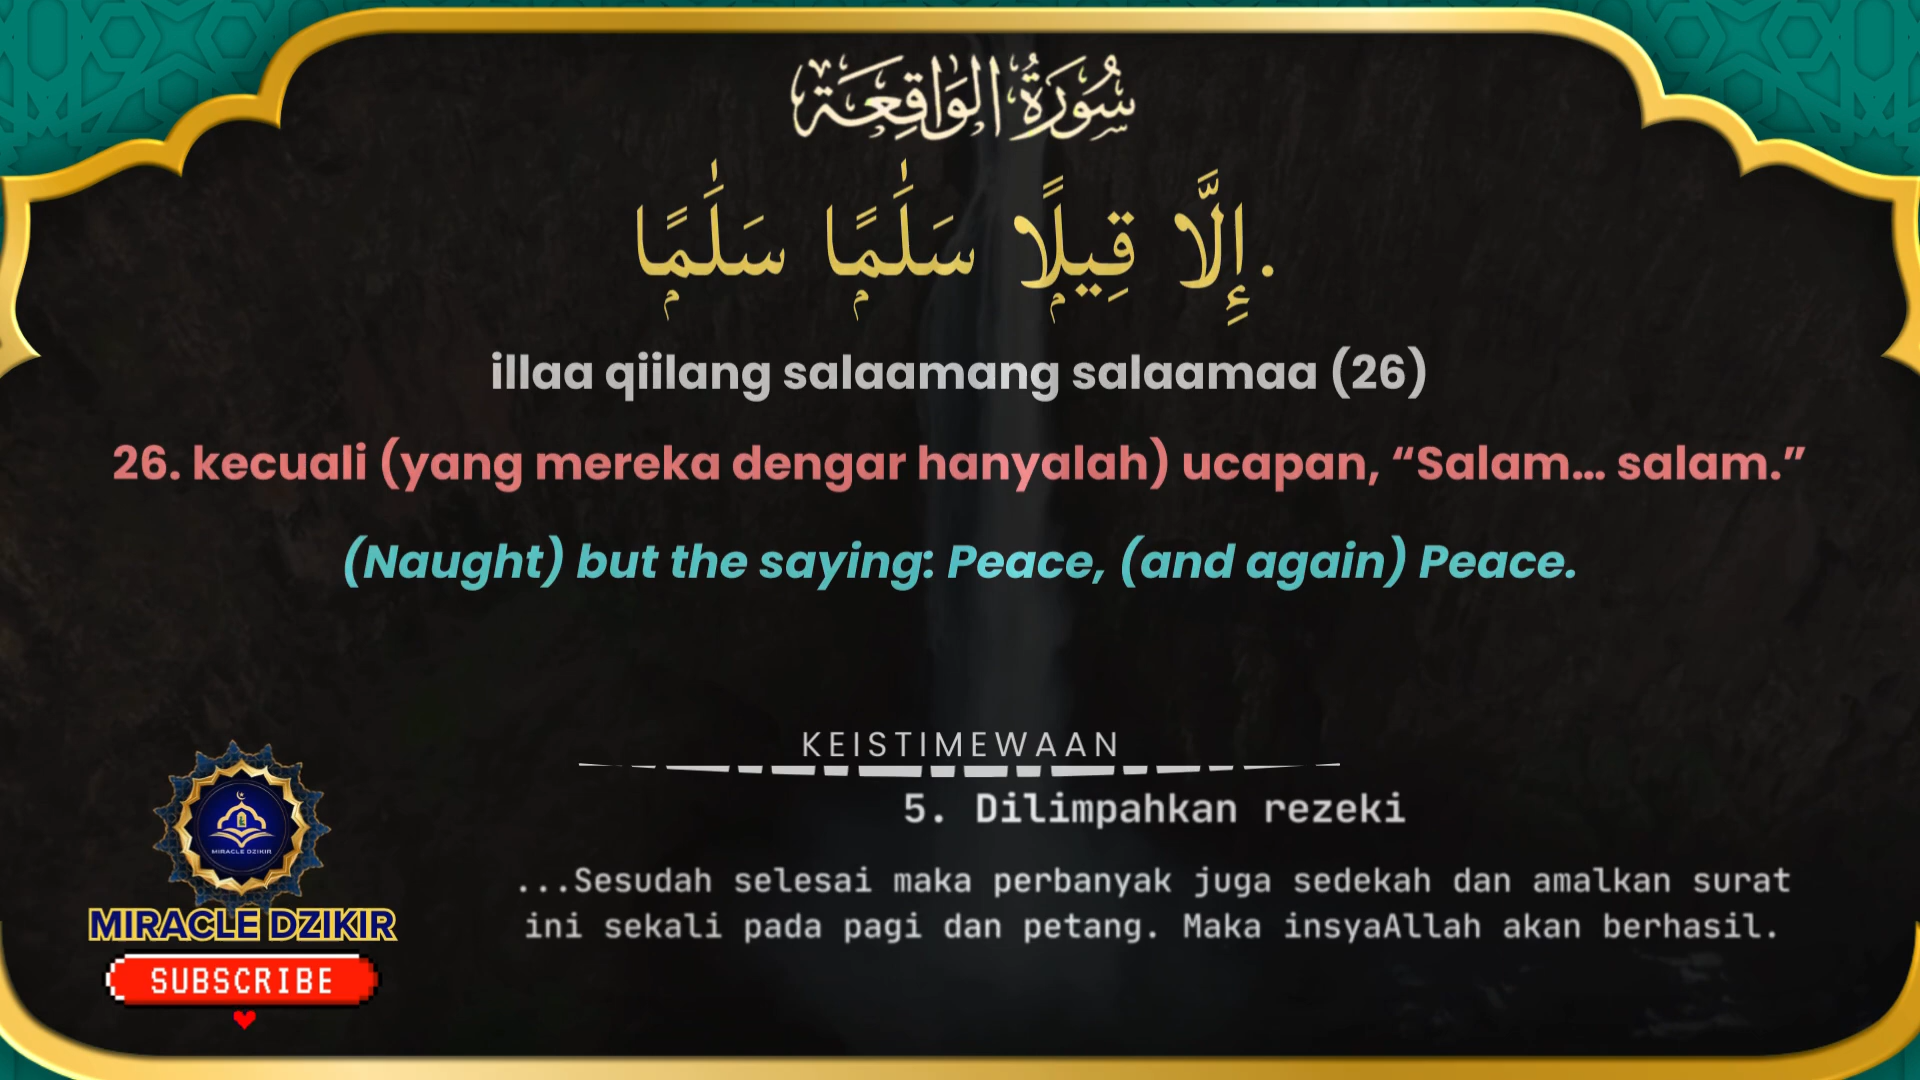 سُورَةُ الوَاقِعَة
إِلَّا قِيلًۭا سَلَٰمًۭا سَلَٰمًۭا.
illaa qiilang salaamang salaamaa (26)
26. kecuali (yang mereka dengar hanyalah) ucapan, “Salam... salam.”
(Naught) but the saying: Peace, (and again) Peace.
KEISTIMEWAAN
5. Dilimpahkan rezeki
...Sesudah selesai maka perbanyak juga sedekah dan amalkan surat
ini sekali pada pagi dan petang. Maka insyaAllah akan berhasil.
MIRACLE DZIKIR
MIRACLE DZIKIR
SUBSCRIBE